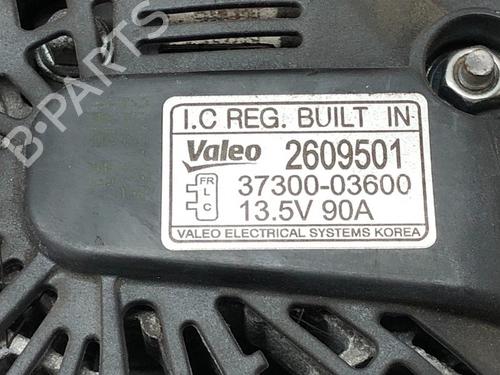 B-PARTS
I.C REG. BUILT IN
Valeo 2609501
FR
L
C
37300-03600
13.5V 90A
VALEO ELECTRICAL SYSTEMS KOREA